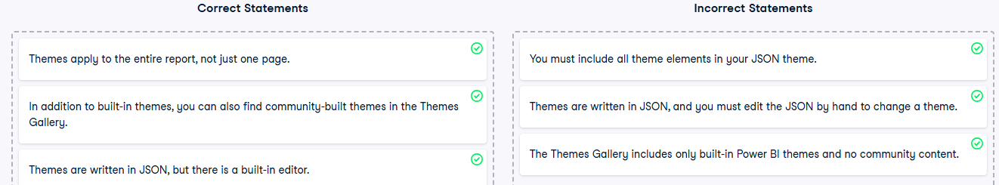 Correct Statements
Themes apply to the entire report, not just one page.
In addition to built-in themes, you can also find community-built themes in the Themes
Gallery.
Themes are written in JSON, but there is a built-in editor.
Incorrect Statements
You must include all theme elements in your JSON theme.
Themes are written in JSON, and you must edit the JSON by hand to change a theme.
The Themes Gallery includes only built-in Power BI themes and no community content.